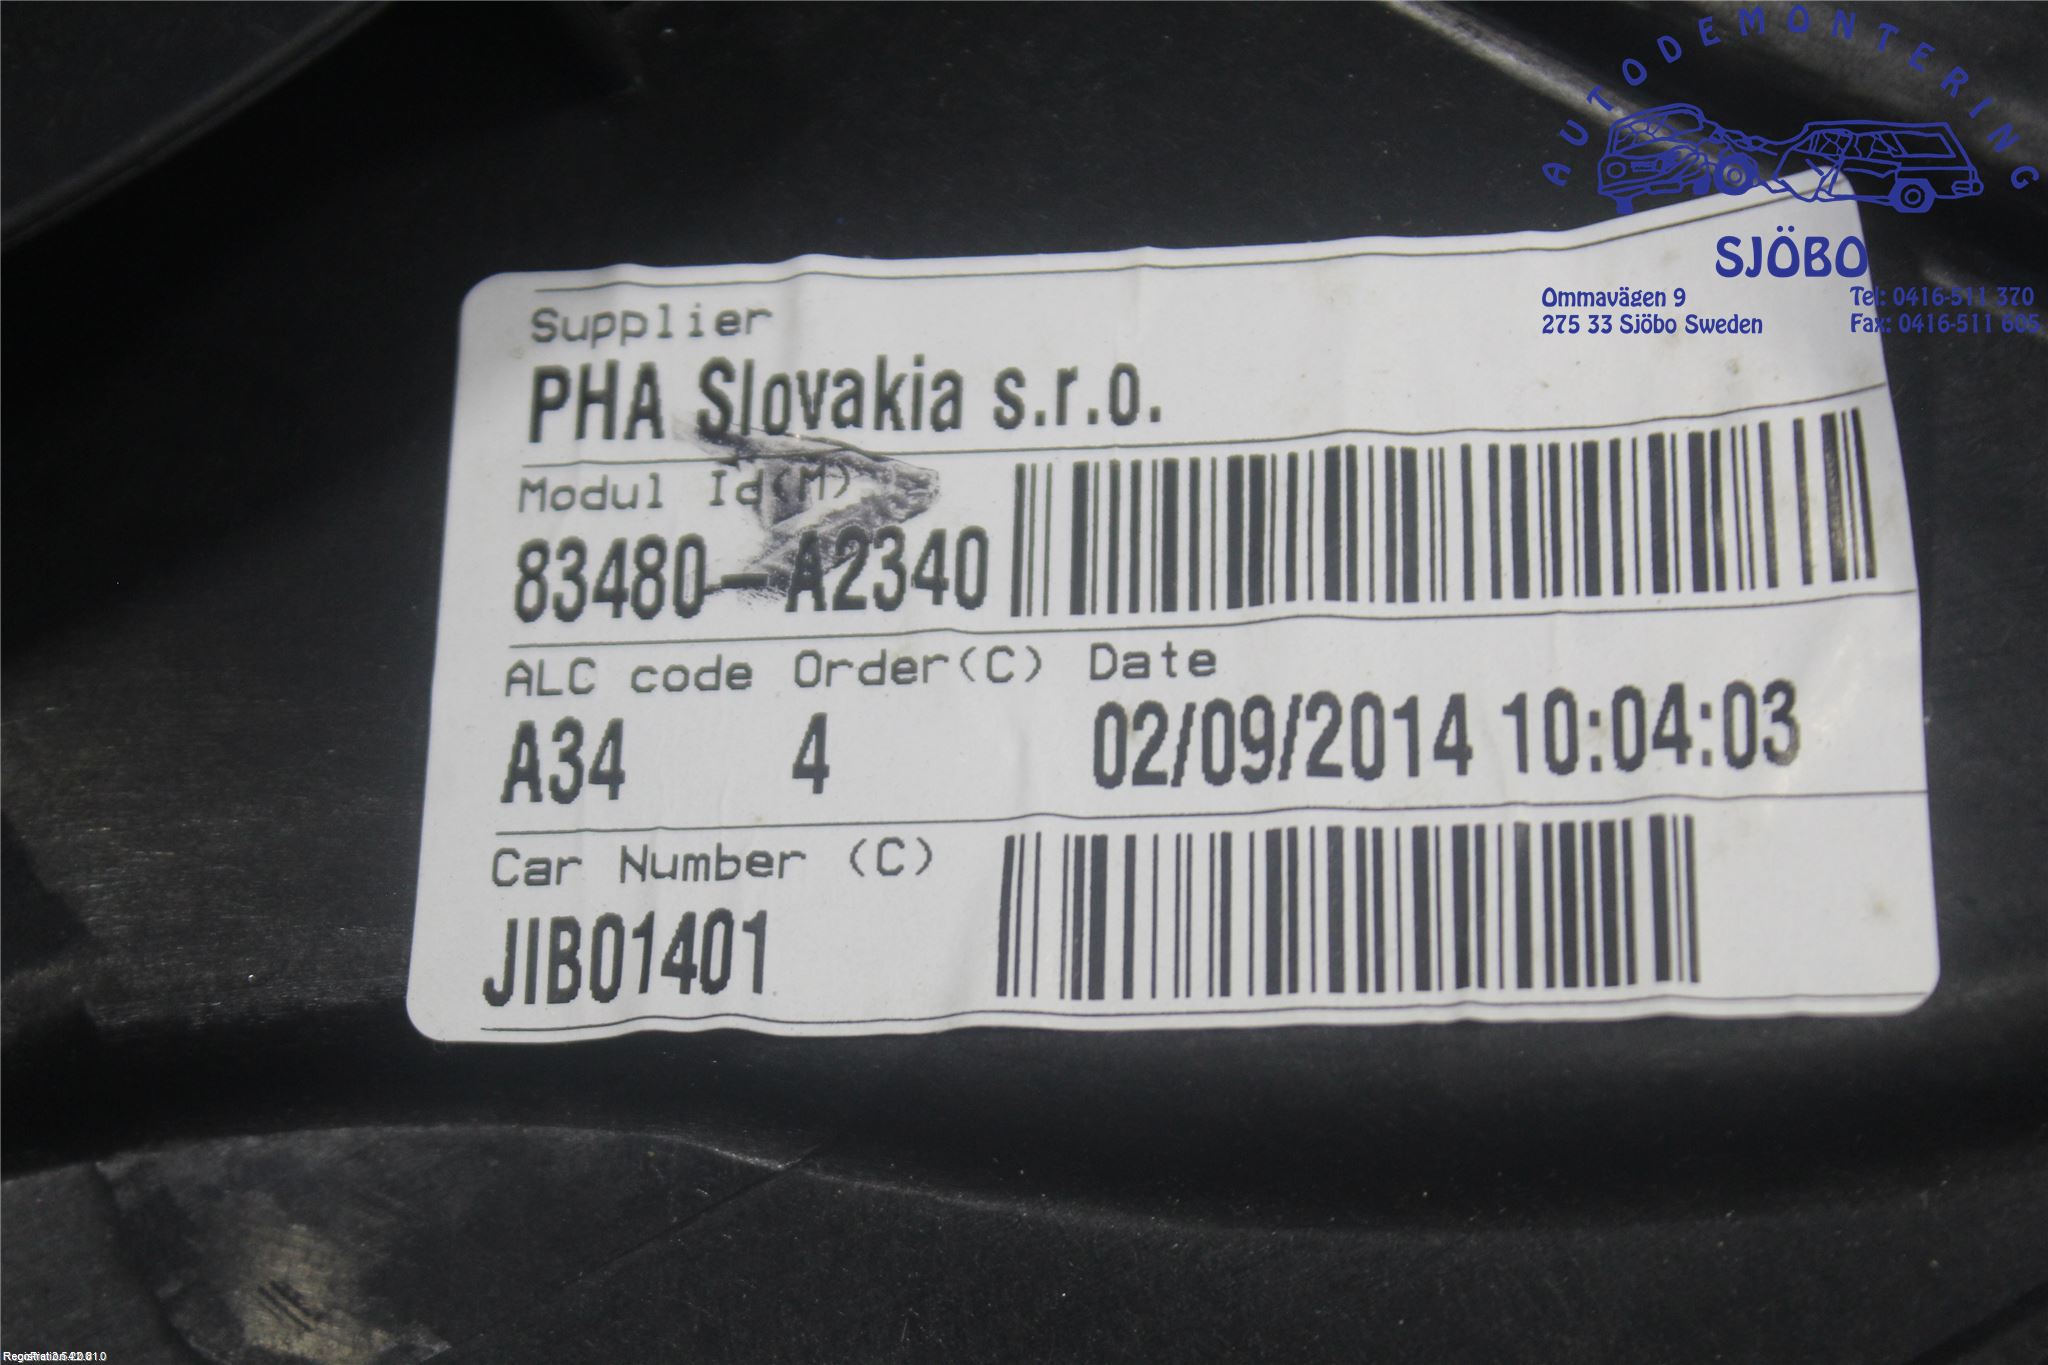 AUTODEMONTERING
SJÖBO
Ommavägen 9 Tel: 0416-511 370
275 33 Sjöbo Sweden Fax: 0416-511 605
Supplier
PHA Slovakia s.r.o.
Modul Id(M)
83480-A2340
ALC code Order(C) Date
A34 4 02/09/2014 10:04:03
Car Number (C)
JIB01401